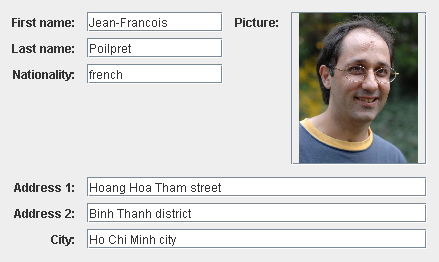 First name: Jean-Francois Picture:
Last name: Poilpret
Nationality: french
Address 1: Hoang Hoa Tham street
Address 2: Binh Thanh district
City: Ho Chi Minh city